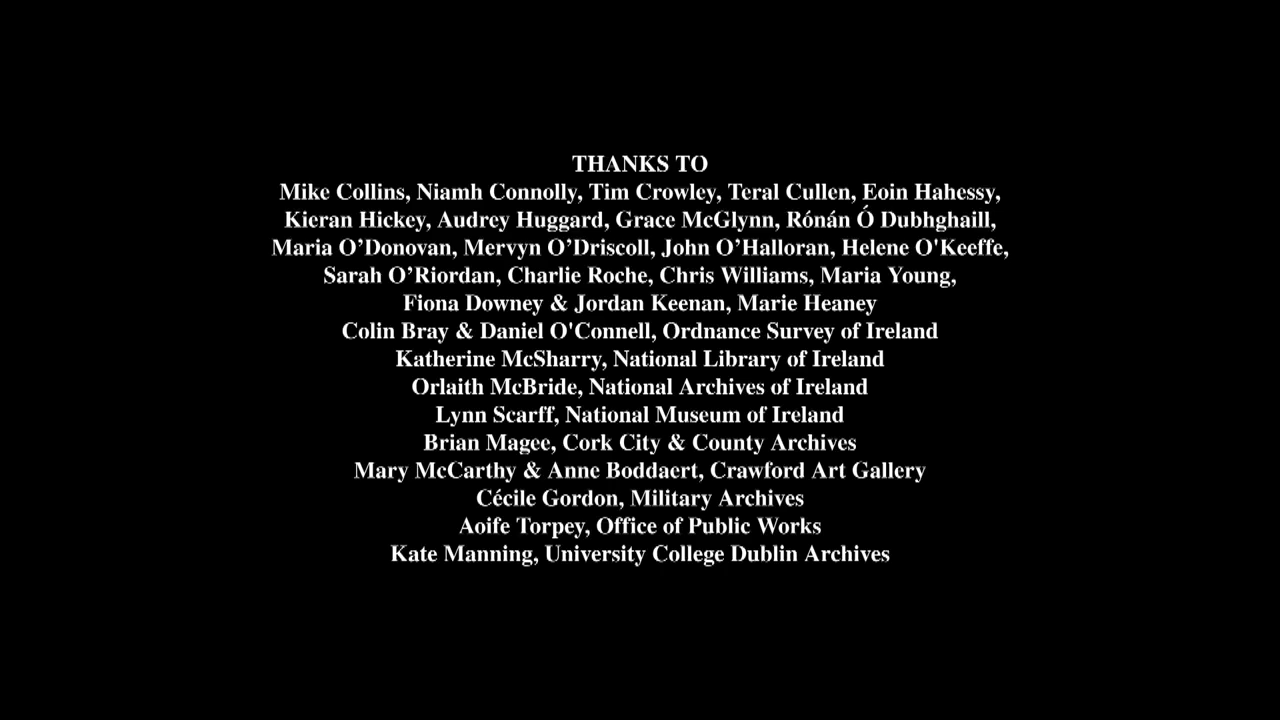 THANKS TO
Mike Collins, Niamh Connolly, Tim Crowley, Teral Cullen, Eoin Hahessy,
Kieran Hickey, Audrey Huggard, Grace McGlynn, Rónán Ó Dubhghaill,
Maria O’Donovan, Mervyn O’Driscoll, John O’Halloran, Helene O'Keeffe,
Sarah O’Riordan, Charlie Roche, Chris Williams, Maria Young,
Fiona Downey & Jordan Keenan, Marie Heaney
Colin Bray & Daniel O'Connell, Ordnance Survey of Ireland
Katherine McSharry, National Library of Ireland
Orlaith McBride, National Archives of Ireland
Lynn Scarff, National Museum of Ireland
Brian Magee, Cork City & County Archives
Mary McCarthy & Anne Boddaert, Crawford Art Gallery
Cécile Gordon, Military Archives
Aoife Torpey, Office of Public Works
Kate Manning, University College Dublin Archives